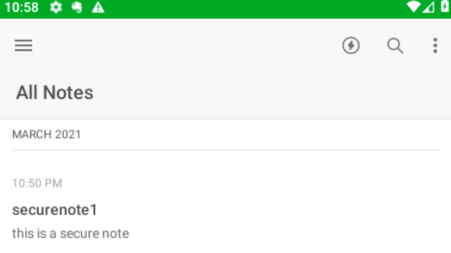 10:58
All Notes
MARCH 2021
10:50 PM
securenote1
this is a secure note